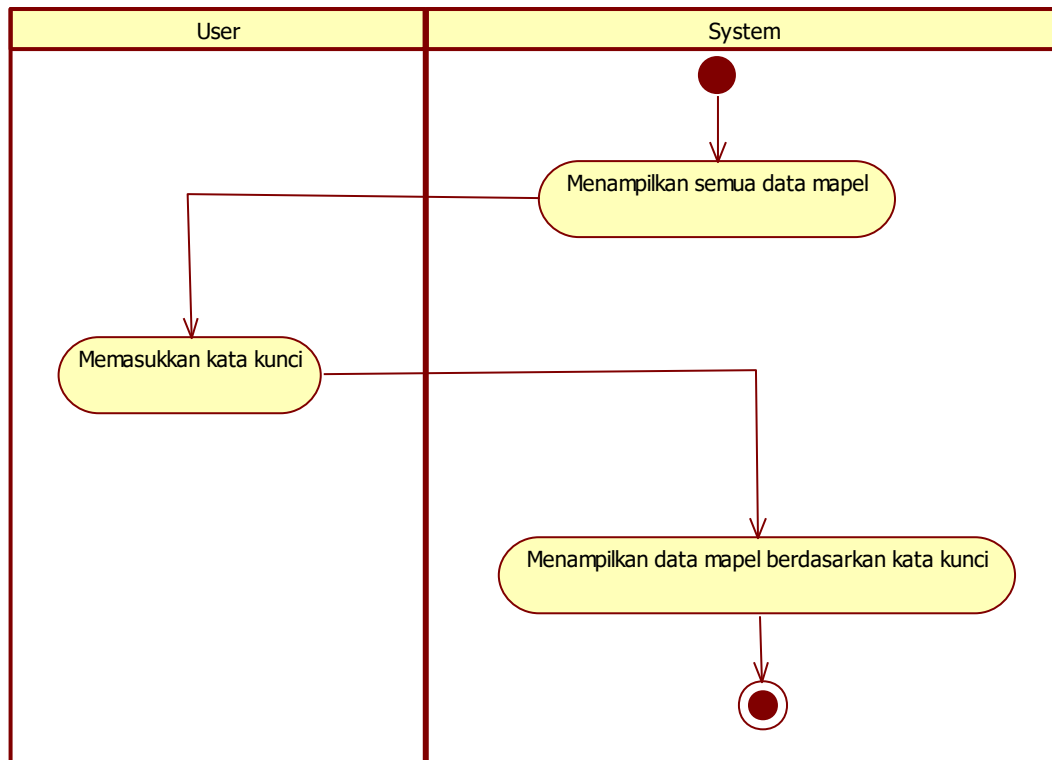 User
System
Menampilkan semua data mapel
Memasukkan kata kunci
Menampilkan data mapel berdasarkan kata kunci